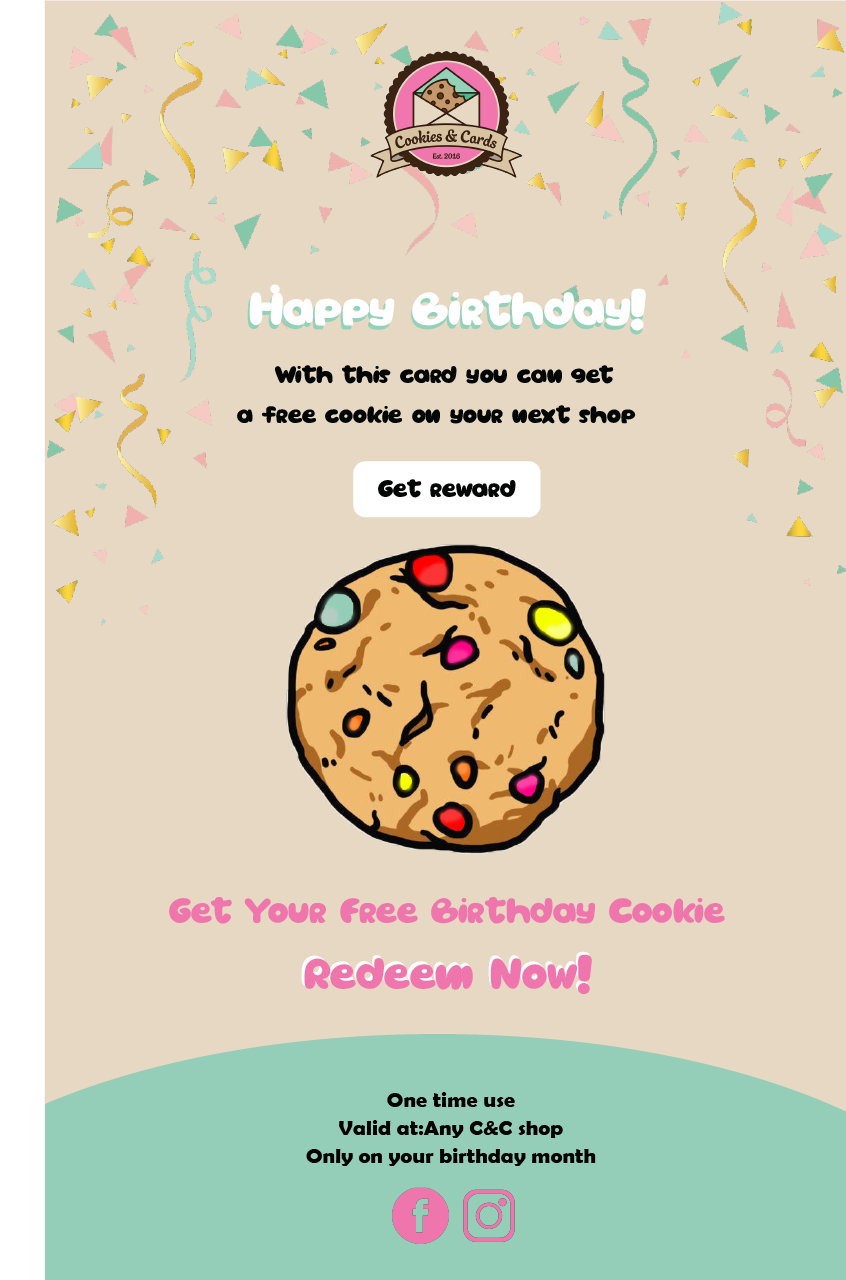 Cookies & Cards
Est. 2016
Happy Birthday!
With this card you can get
a free cookie on your next shop
Get reward
Get Your Free Birthday Cookie
Redeem Now!
One time use
Valid at:Any C&C shop
Only on your birthday month